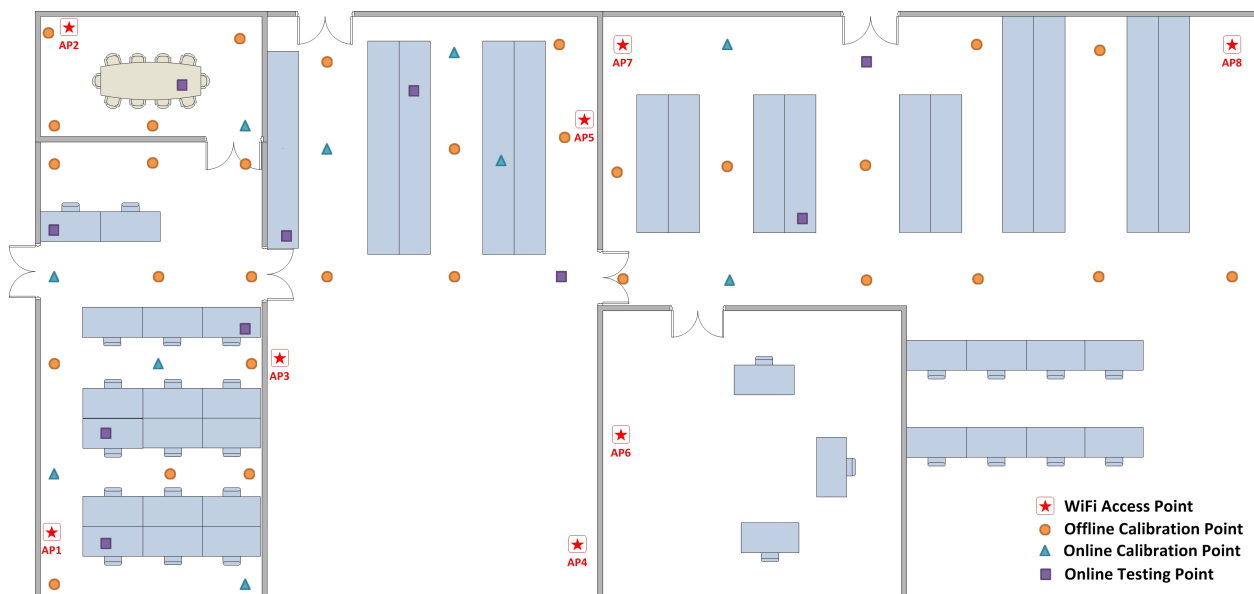 AP2
AP7
AP8
AP5
AP3
AP6
AP1
AP4
WiFi Access Point
Offline Calibration Point
Online Calibration Point
Online Testing Point